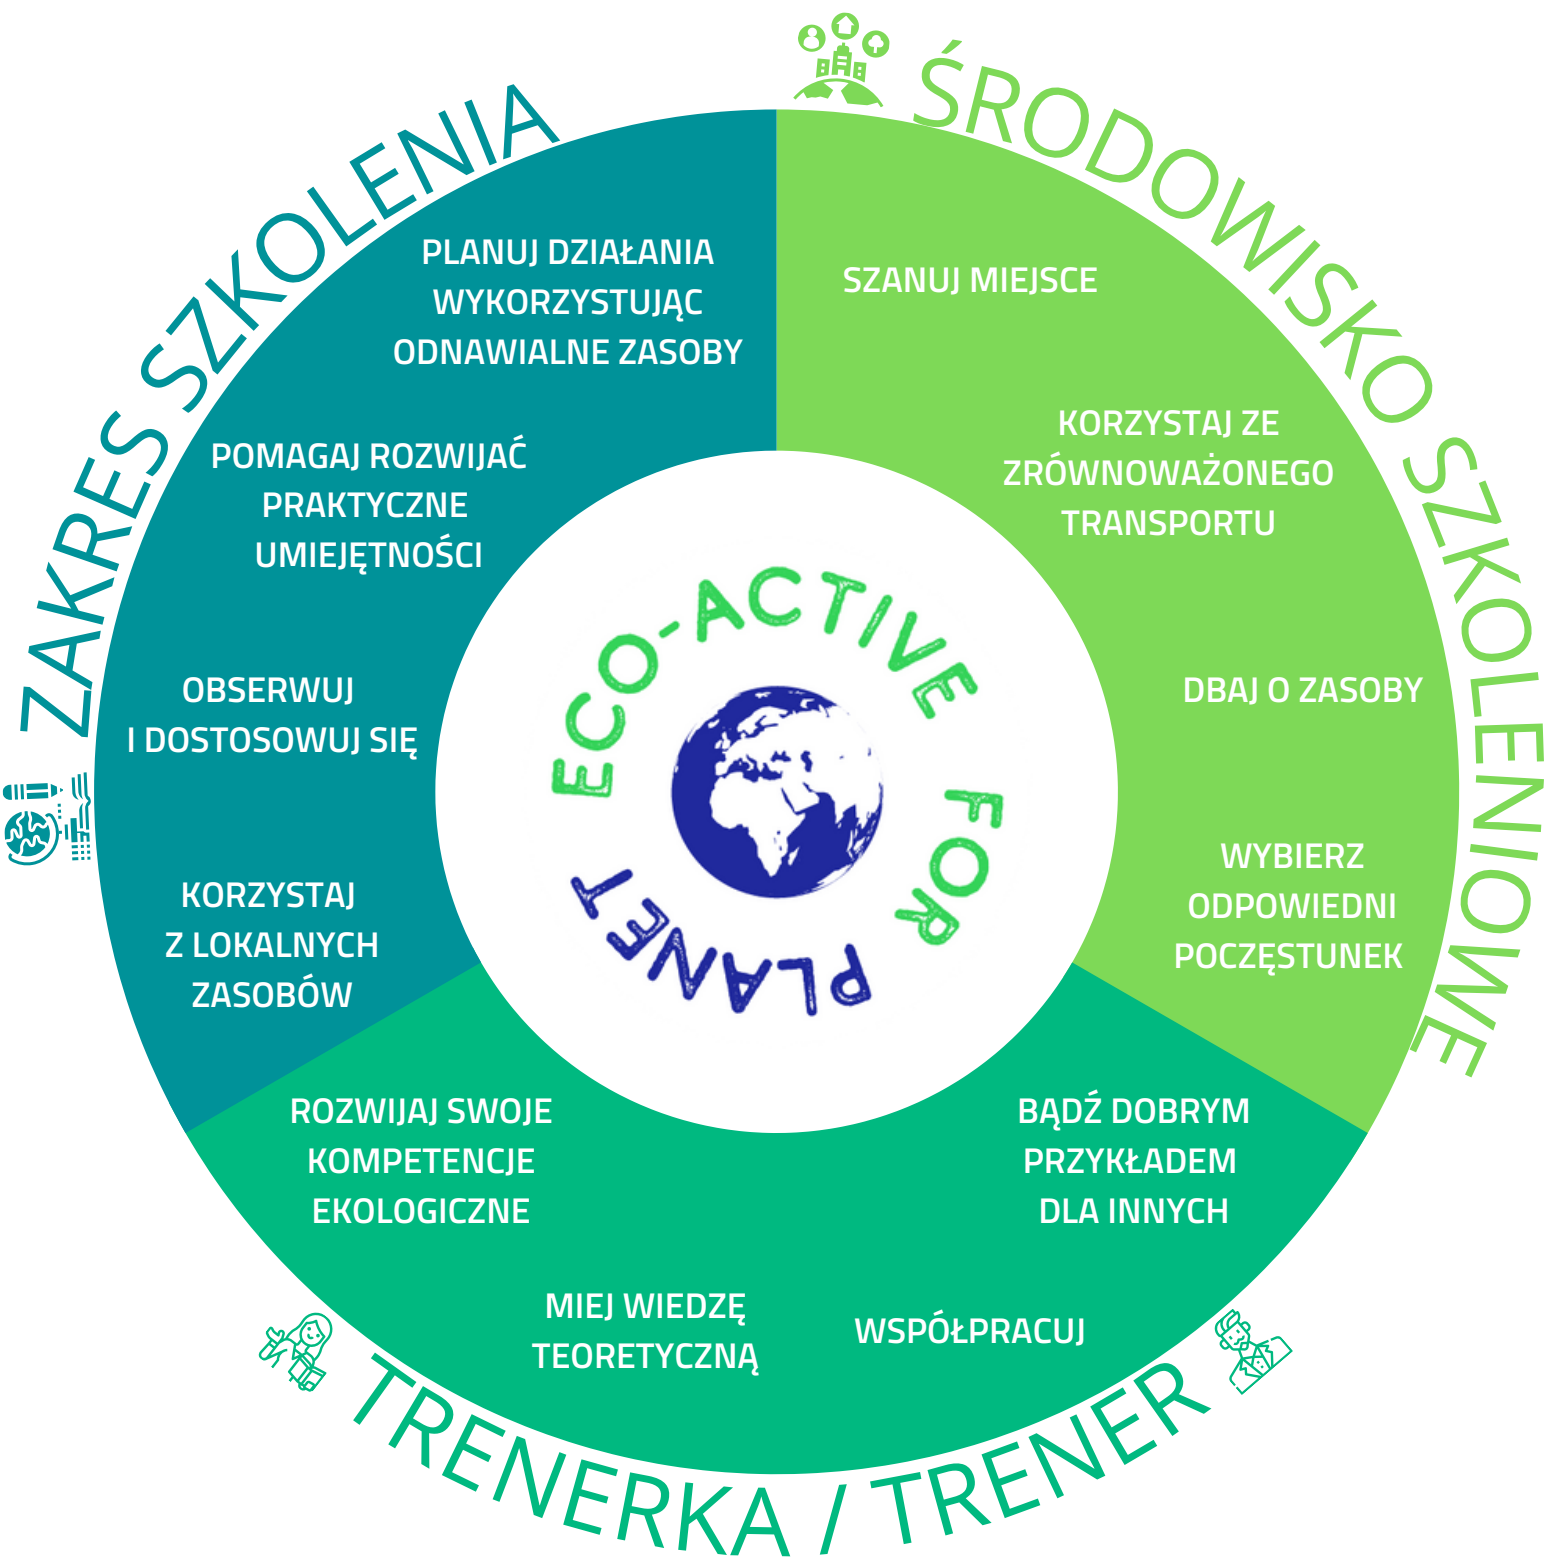 ZAKRES SZKOLENIA
PLANUJ DZIAŁANIA
WYKORZYSTUJĄC
ODNAWIALNE ZASOBY
POMAGAJ ROZWIJAĆ
PRAKTYCZNE
UMIEJĘTNOŚCI
OBSERWUJ
I DOSTOSOWUJ SIĘ
KORZYSTAJ
Z LOKALNYCH
ZASOBÓW
ŚRODOWISKO SZKOLENIOWE
SZANUJ MIEJSCE
KORZYSTAJ ZE
ZRÓWNOWAŻONEGO
TRANSPORTU
DBAJ O ZASOBY
WYBIERZ
ODPOWIEDNI
POCZĘSTUNEK
ECO-ACTIVE FOR PLANET
ROZWIJAJ SWOJE
KOMPETENCJE
EKOLOGICZNE
MIEJ WIEDZĘ
TEORETYCZNĄ
WSPÓŁPRACUJ
BĄDŹ DOBRYM
PRZYKŁADEM
DLA INNYCH
TRENERKA / TRENER